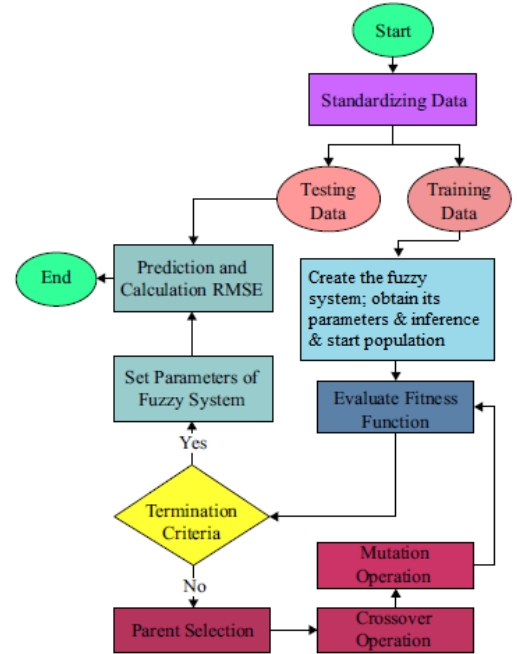 Start
Standardizing Data
Testing
Data
Training
Data
End
Prediction and
Calculation RMSE
Create the fuzzy
system; obtain its
parameters & inference
& start population
Set Parameters of
Fuzzy System
Evaluate Fitness
Function
Yes
Termination
Criteria
No
Mutation
Operation
Parent Selection
Crossover
Operation